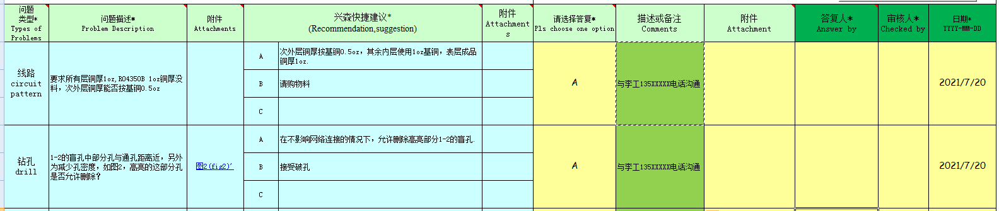 问题
类型*
Types of
Problems
问题描述*
Problem Description
附件
Attachments
兴森快捷建议*
(Recommendation,suggestion)
附件
Attachment
s
请选择答复*
Pls choose one option
描述或备注
Comments
附件
Attachment
答复人*
Answer by
审核人*
Checked by
日期*
YYYY-MM-DD
线路
circuit
pattern
要求所有层铜厚1oz,RO4350B 1oz铜厚没
料，次外层铜厚能否按基铜0.5oz
A
次外层铜厚按基铜0.5oz，其余内层使用1oz基铜，表层成品
铜厚1oz.
B
请购物料
C
A
与李工135XXXXX电话沟通
2021/7/20
钻孔
drill
1-2的盲孔中部分孔与通孔距离近，另外
为减少孔密度，如图2，高亮的这部分孔
是否允许删除？
图2(fig2)'
A
在不影响网络连接的情况下，允许删除高亮部分1-2的盲孔.
B
接受破孔
C
A
与李工135XXXXX电话沟通
2021/7/20